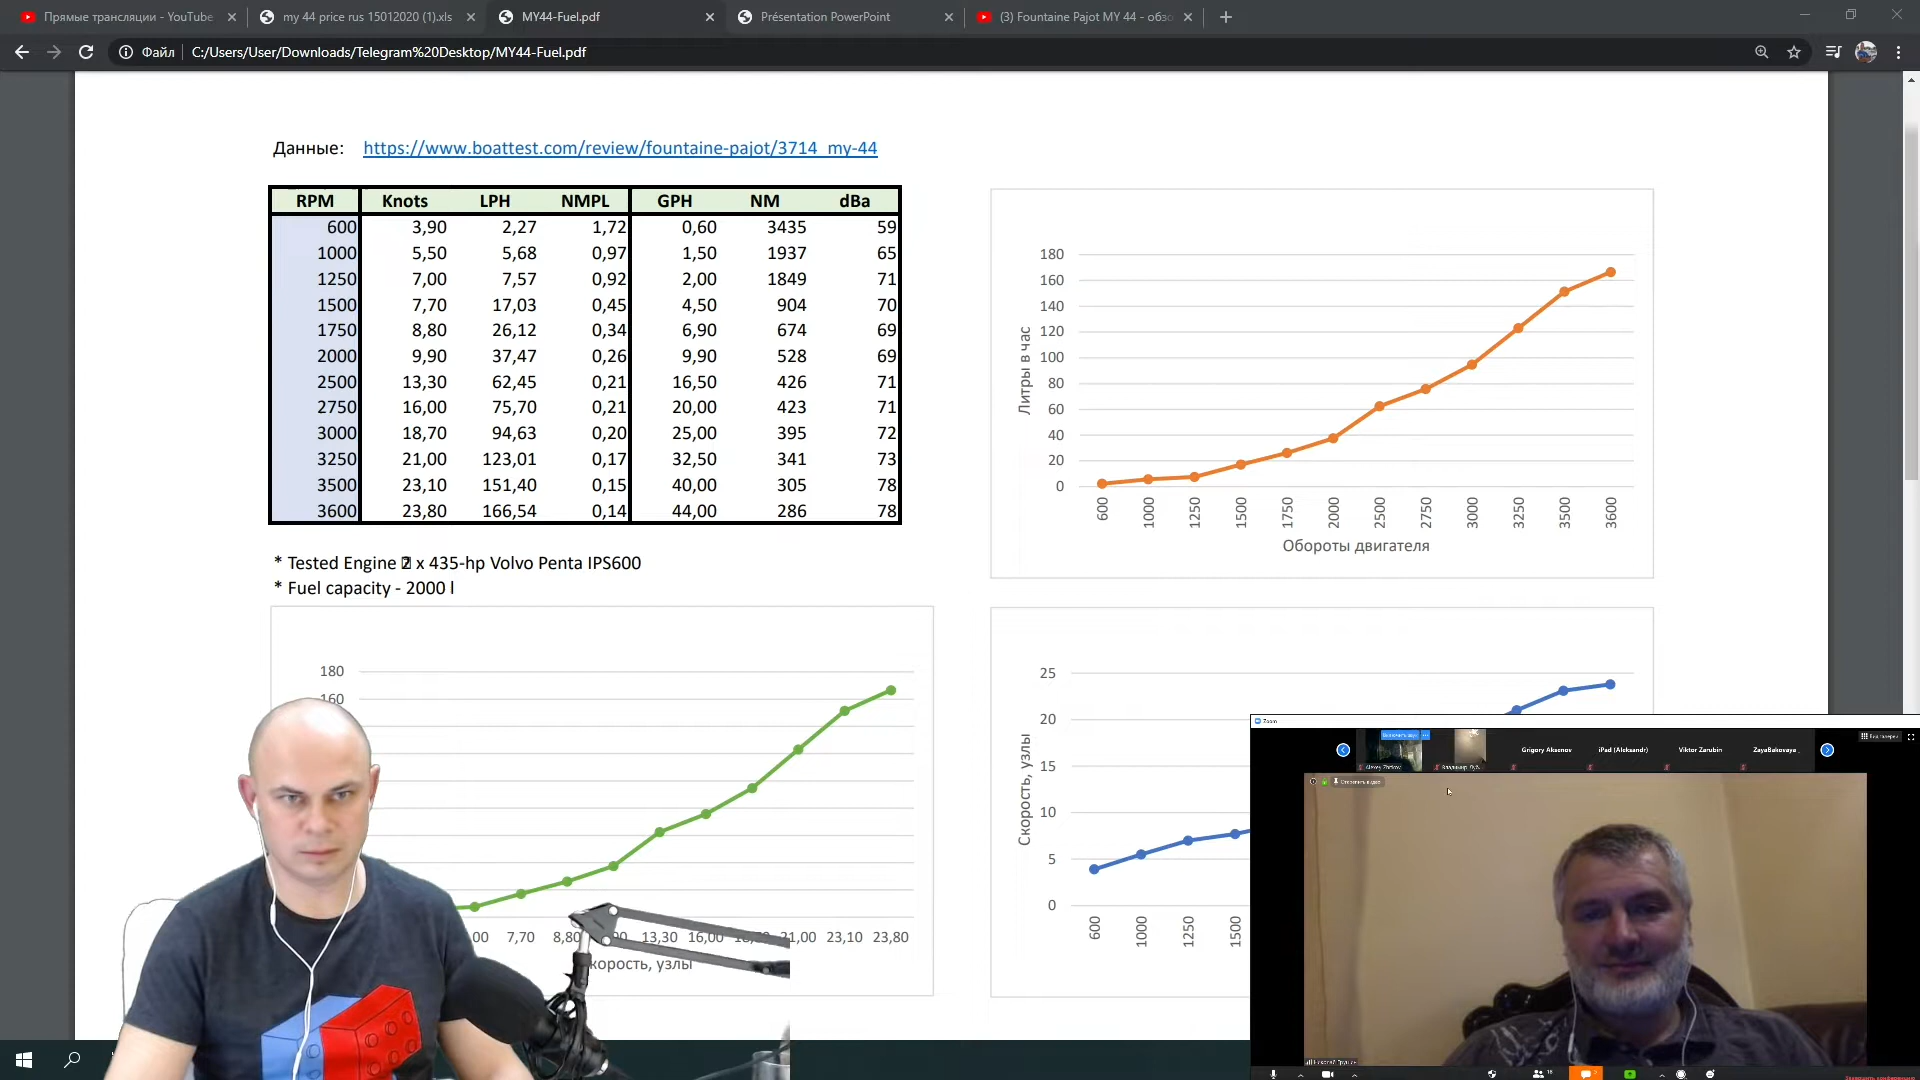 Прямые трансляции - YouTube
my 44 price rus 15012020 (1).xls
MY44-Fuel.pdf
Présentation PowerPoint
(3) Fountaine Pajot MY 44 - обзо
Файл
C:/Users/User/Downloads/Telegram%20Desktop/MY44-Fuel.pdf
Данные: https://www.boattest.com/review/fountaine-pajot/3714_my-44
RPM Knots LPH NMPL GPH NM dBa
600 3,90 2,27 1,72 0,60 3435 59
1000 5,50 5,68 0,97 1,50 1937 65
1250 7,00 7,57 0,92 2,00 1849 71
1500 7,70 17,03 0,45 4,50 904 70
1750 8,80 26,12 0,34 6,90 674 69
2000 9,90 37,47 0,26 9,90 528 69
2500 13,30 62,45 0,21 16,50 426 71
2750 16,00 75,70 0,21 20,00 423 71
3000 18,70 94,63 0,20 25,00 395 72
3250 21,00 123,01 0,17 32,50 341 73
3500 23,10 151,40 0,15 40,00 305 78
3600 23,80 166,54 0,14 44,00 286 78
* Tested Engine 2 x 435-hp Volvo Penta IPS600
* Fuel capacity - 2000 l
180
160
140
120
100
80
60
40
20
0
Литры в час
600 1000 1250 1500 1750 2000 2500 2750 3000 3250 3500 3600
Обороты двигателя
180
160
00 7,70 8,80 13,30 16,00 21,00 23,10 23,80
корость, узлы
25
20
15
10
5
0
Скорость, узлы
600 1000 1250 1500
Zoom
Grigory Aksenov
iPad (Aleksandr)
Viktor Zarubin
ZayaBakovaya